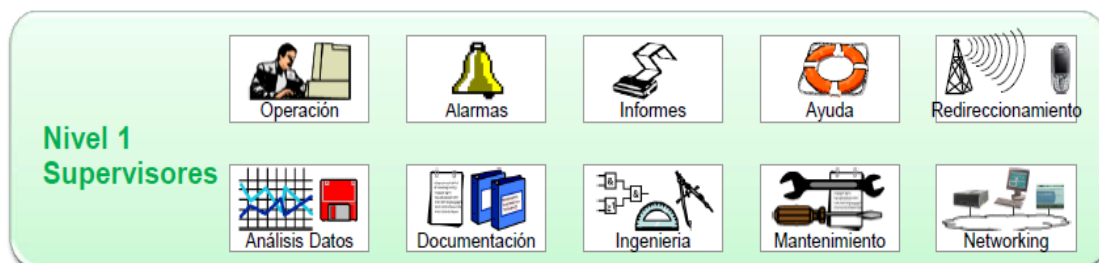 Nivel 1
Supervisores
Operación
Alarmas
Informes
Ayuda
Redireccionamiento
Análisis Datos
Documentación
Ingenieria
Mantenimiento
Networking